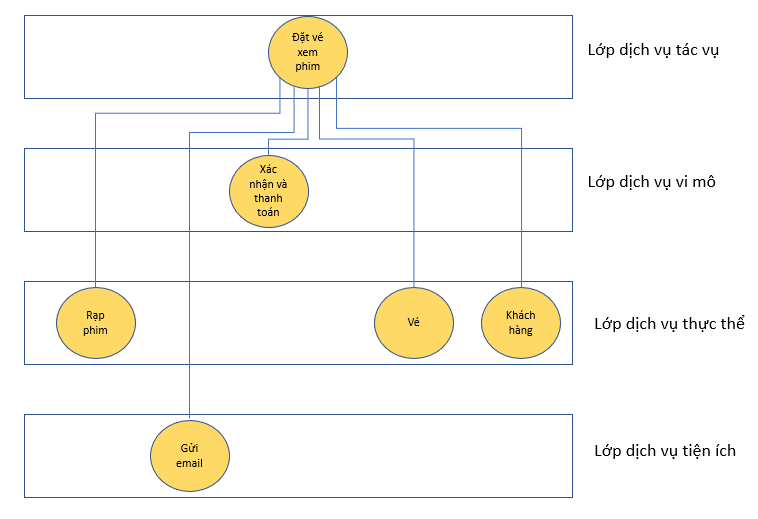 Đặt vé
xem
phim
Lớp dịch vụ tác vụ
Xác
nhận và
thanh
toán
Lớp dịch vụ vi mô
Rạp
phim
Vé
Khách
hàng
Lớp dịch vụ thực thể
Gửi
email
Lớp dịch vụ tiện ích